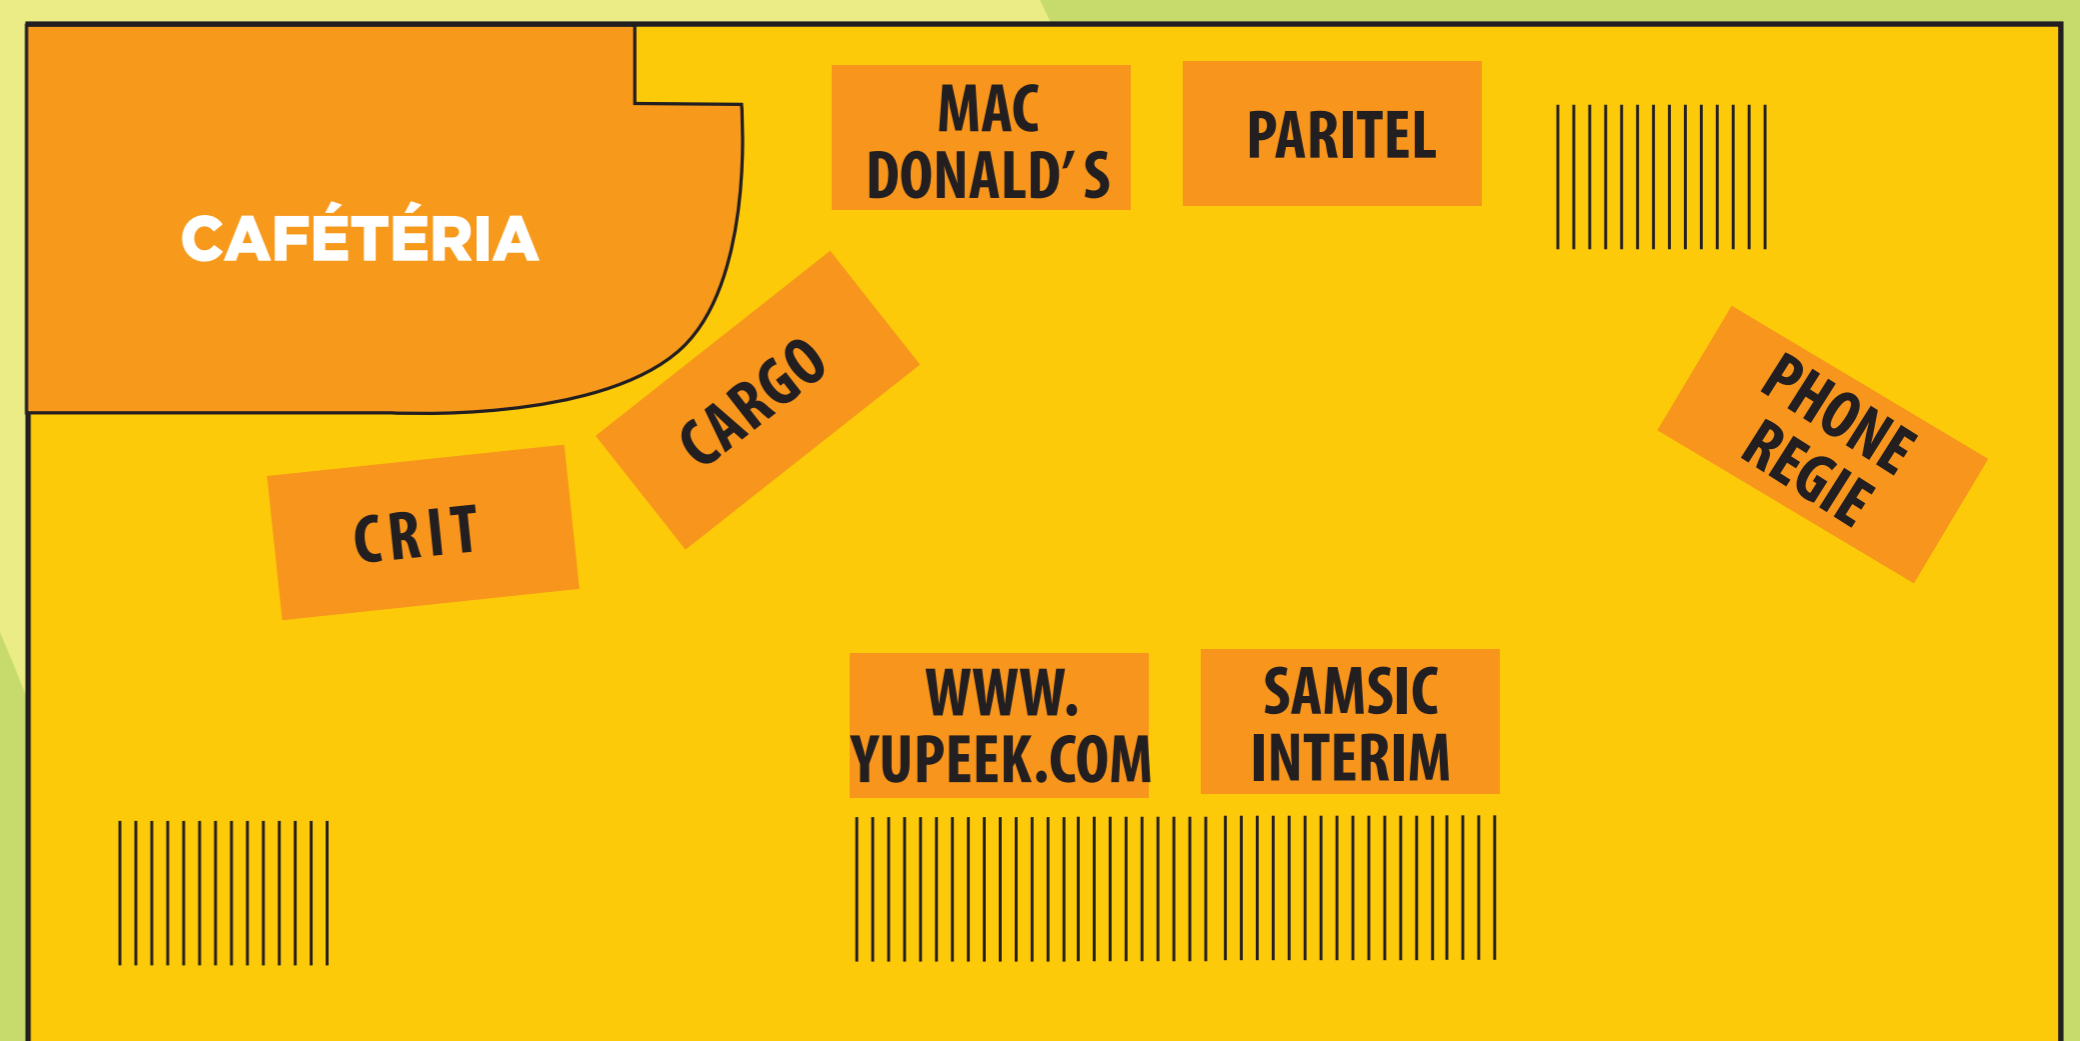 MAC
DONALD'S
PARITEL
CAFÉTÉRIA
CARGO
PHONE
REGIE
CRIT
WWW.
YUPEEK.COM
SAMSIC
INTERIM